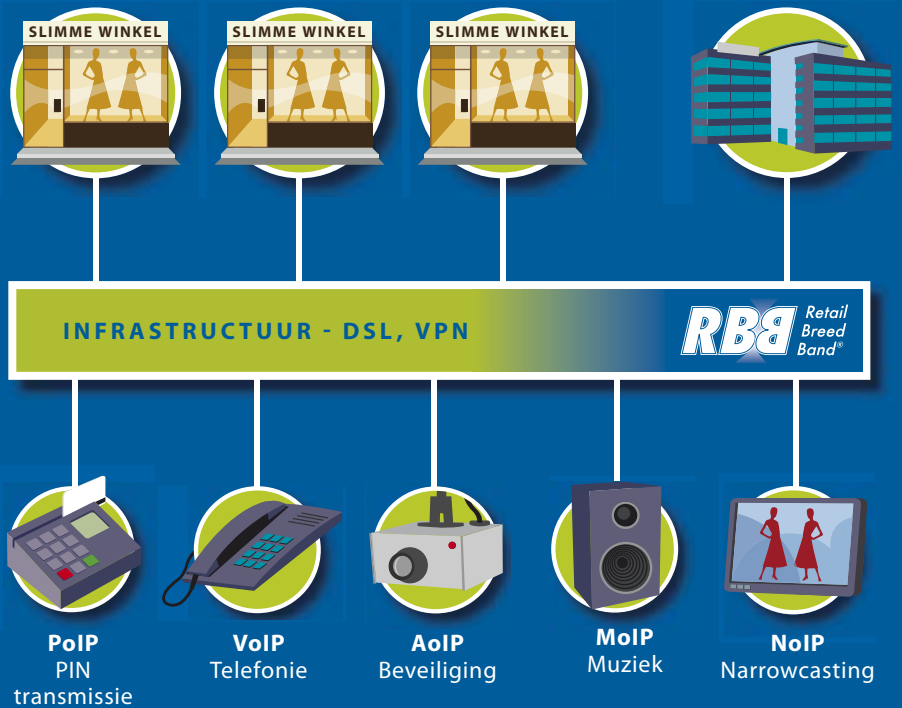 SLIMME WINKEL
SLIMME WINKEL
SLIMME WINKEL
INFRASTRUCTUUR - DSL, VPN
RBB
Retail
Breed
Band®
PoIP
PIN
transmissie
VoIP
Telefonie
AoIP
Beveiliging
MoIP
Muziek
NoIP
Narrowcasting